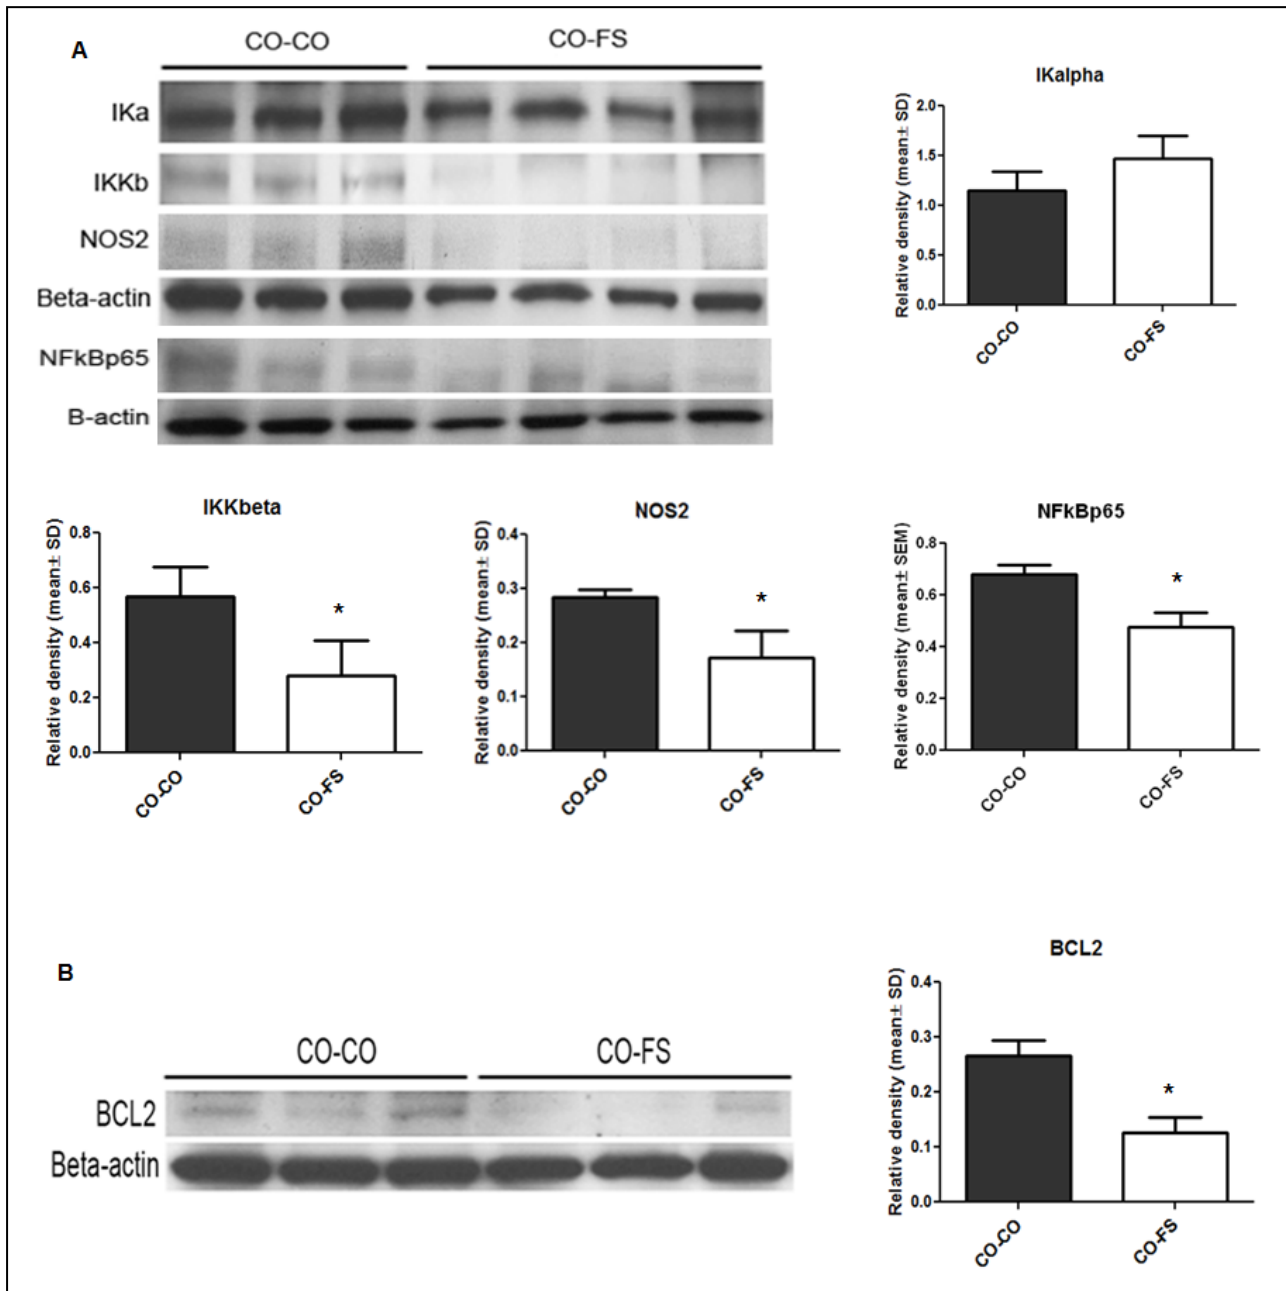 A
CO-CO CO-FS
IKa
IKKb
NOS2
Beta-actin
NFkBp65
B-actin
IKalpha
Relative density (mean± SD)
2.0
1.5
1.0
0.5
0.0
CO-CO
CO-FS
IKKbeta
Relative density (mean± SD)
0.8
0.6
0.4
0.2
0.0
CO-CO
CO-FS
*
NOS2
Relative density (mean± SD)
0.4
0.3
0.2
0.1
0.0
CO-CO
CO-FS
*
NFkBp65
Relative density (mean± SEM)
0.8
0.6
0.4
0.2
0.0
CO-CO
CO-FS
*
B
CO-CO CO-FS
BCL2
Beta-actin
BCL2
Relative density (mean± SD)
0.4
0.3
0.2
0.1
0.0
CO-CO
CO-FS
*